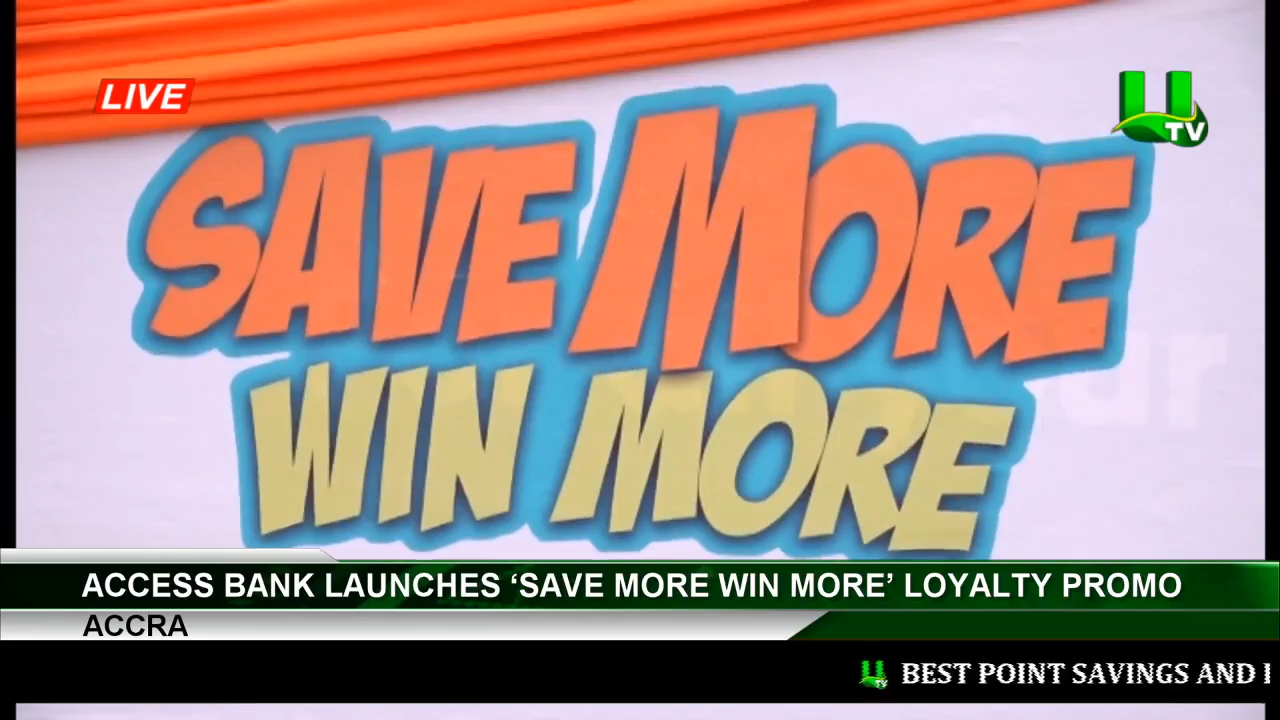 LIVE
U TV
SAVE MORE
WIN MORE
ACCESS BANK LAUNCHES ‘SAVE MORE WIN MORE’ LOYALTY PROMO
ACCRA
BEST POINT SAVINGS AND